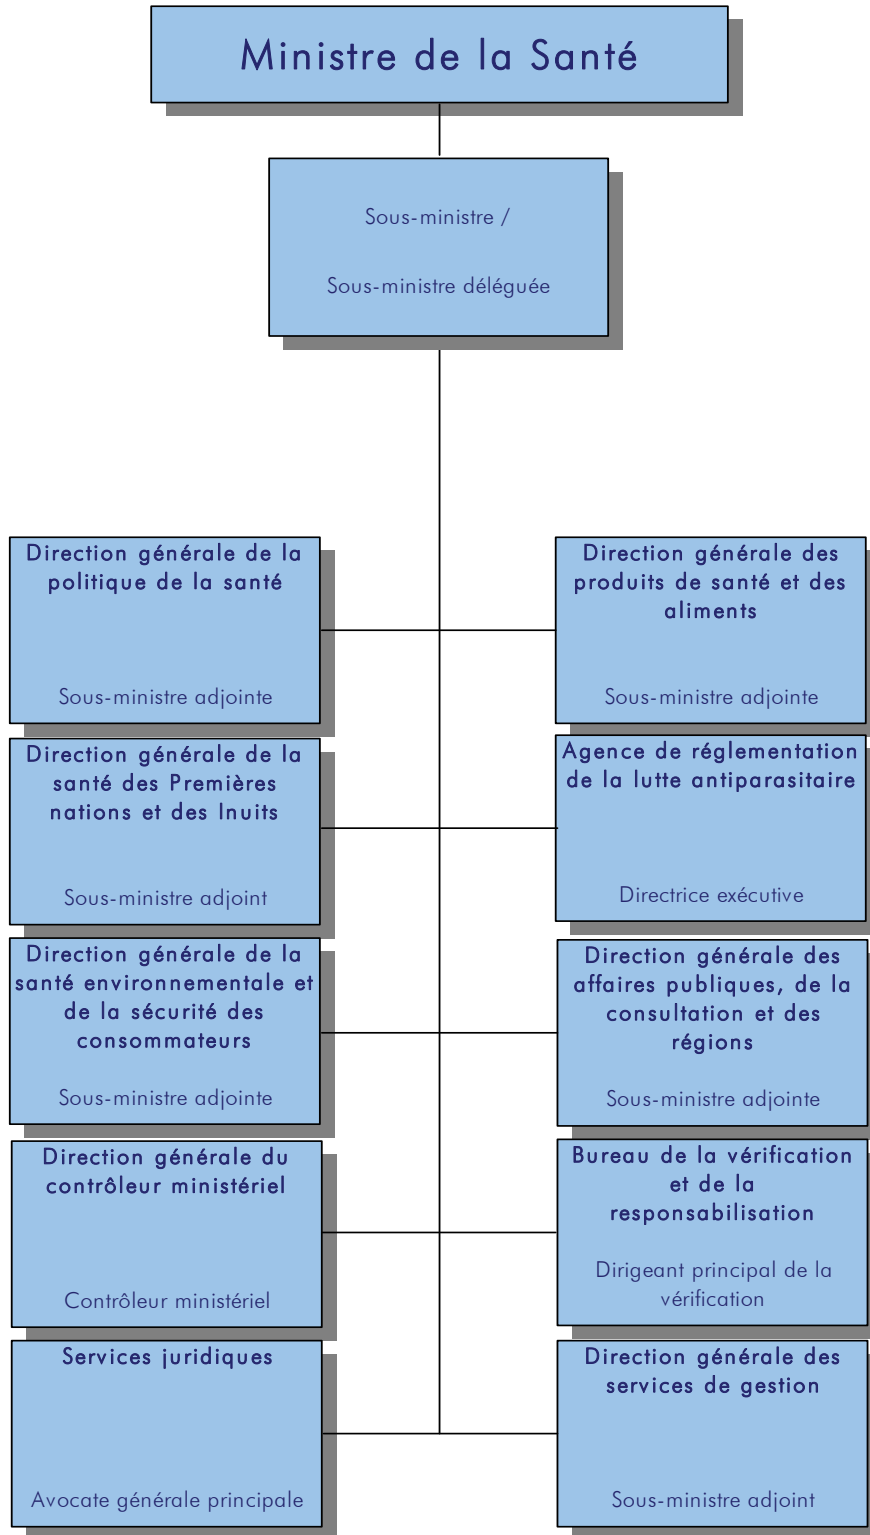 Ministre de la Santé
Sous-ministre /
Sous-ministre déléguée
Direction générale de la
politique de la santé
Sous-ministre adjointe
Direction générale des
produits de santé et des
aliments
Sous-ministre adjointe
Direction générale de la
santé des Premières
nations et des Inuits
Sous-ministre adjoint
Agence de réglementation
de la lutte antiparasitaire
Directrice exécutive
Direction générale de la
santé environnementale et
de la sécurité des
consommateurs
Sous-ministre adjointe
Direction générale des
affaires publiques, de la
consultation et des
régions
Sous-ministre adjointe
Direction générale du
contrôleur ministériel
Contrôleur ministériel
Bureau de la vérification
et de la
responsabilisation
Dirigeant principal de la
vérification
Services juridiques
Avocate générale principale
Direction générale des
services de gestion
Sous-ministre adjoint